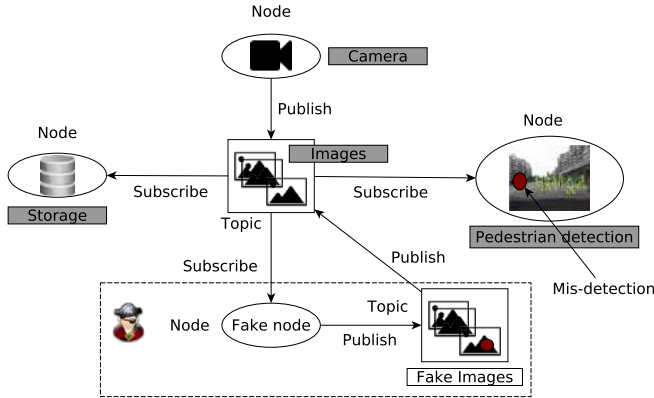 Node
Camera
Publish
Node
Node
Images
Subscribe
Subscribe
Storage
Topic
Pedestrian detection
Publish
Subscribe
Mis-detection
Topic
Node
Fake node
Publish
Fake Images